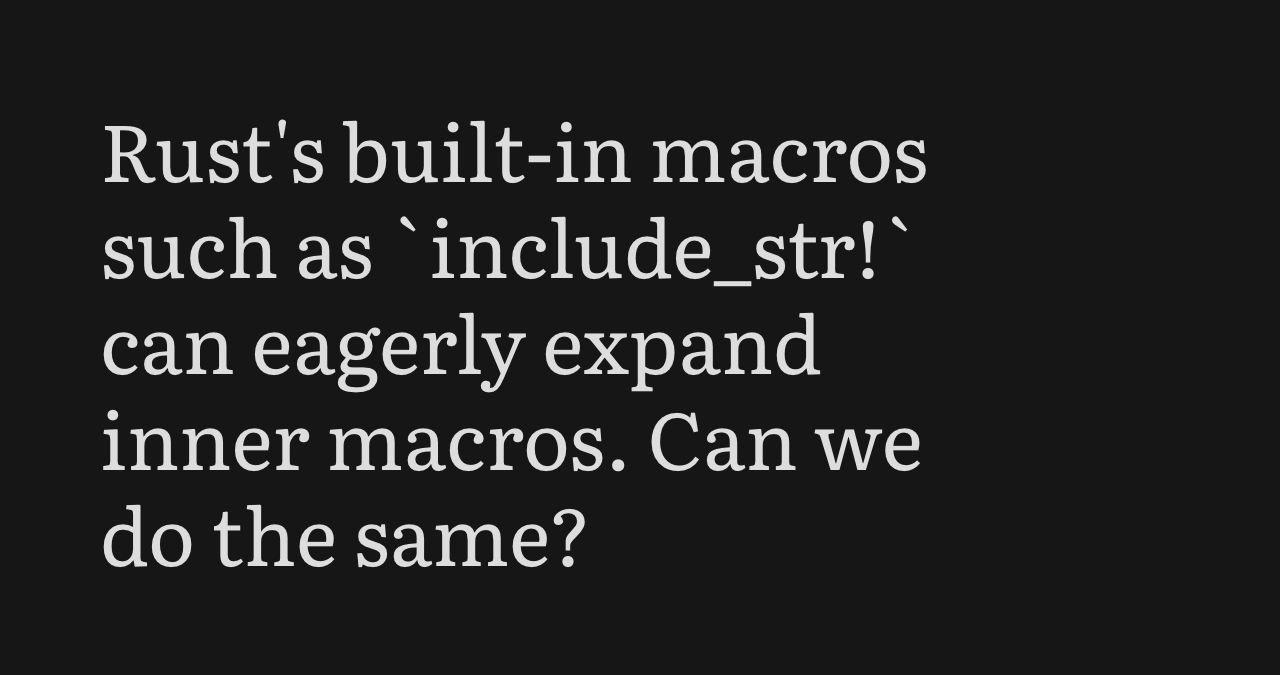 Rust's built-in macros
such as `include_str!`
can eagerly expand
inner macros. Can we
do the same?